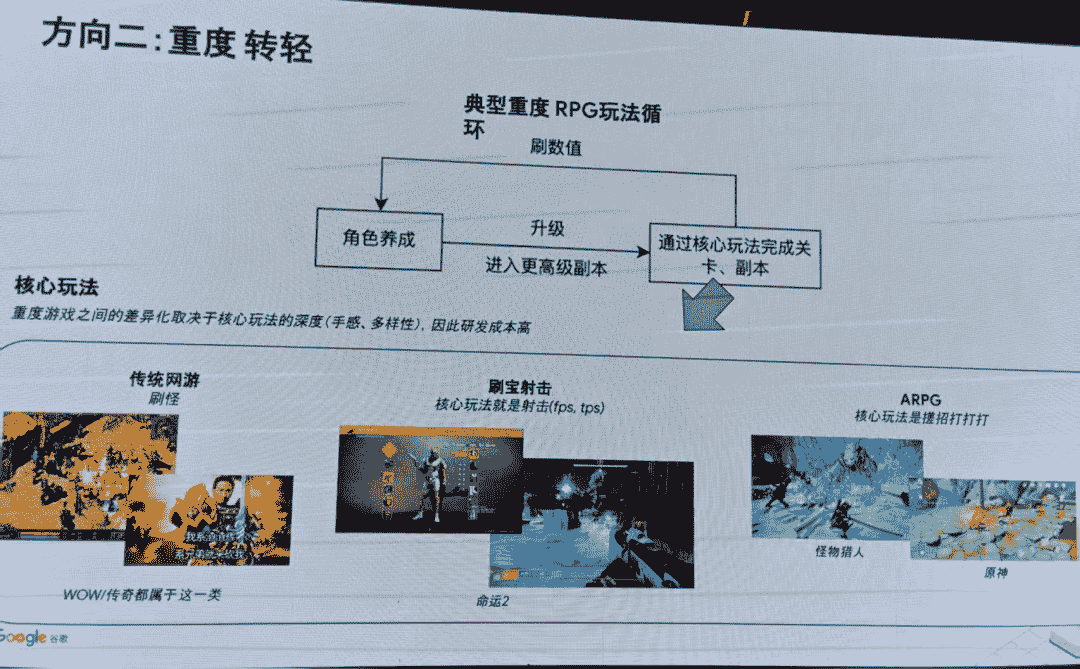 方向二：重度 转轻
典型重度 RPG玩法循
环
刷数值
角色养成
升级
进入更高级副本
通过核心玩法完成关
卡、副本
核心玩法
重度游戏之间的差异化取决于核心玩法的深度(手感、多样性)，因此研发成本高
传统网游
刷怪
WOW/传奇都属于这一类
刷宝射击
核心玩法就是射击(fps, tps)
命运2
ARPG
核心玩法是搓招打打打
怪物猎人
原神
Google 谷歌